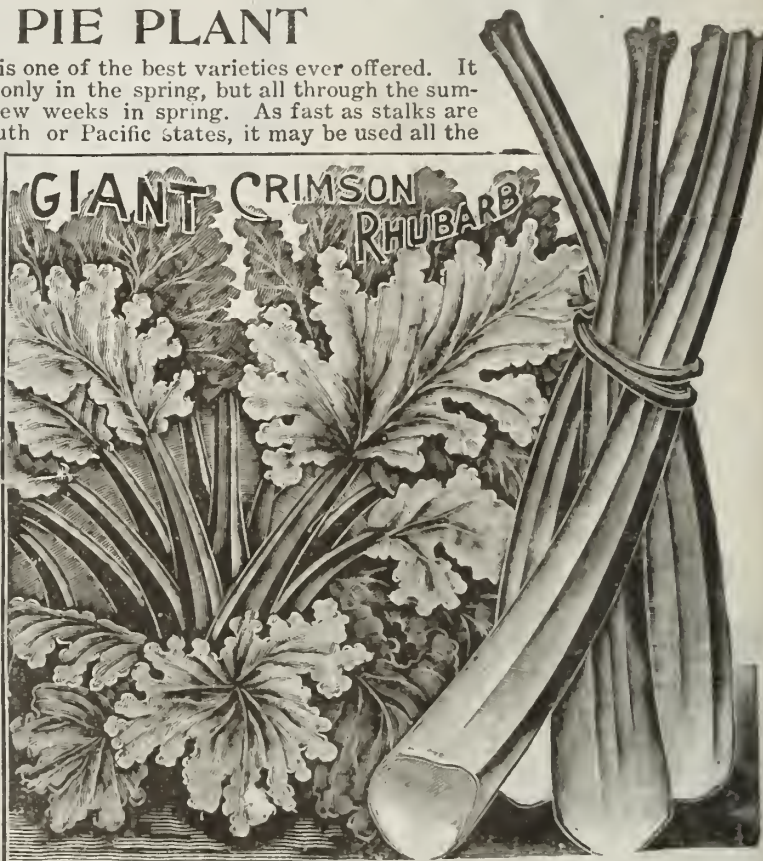 PIE PLANT
is one of the best varieties ever offered. It
only in the spring, but all through the sum-
ew weeks in spring. As fast as stalks are
uth or Pacific States, it may be used all the
GIANT CRIMSON
RHUBARB